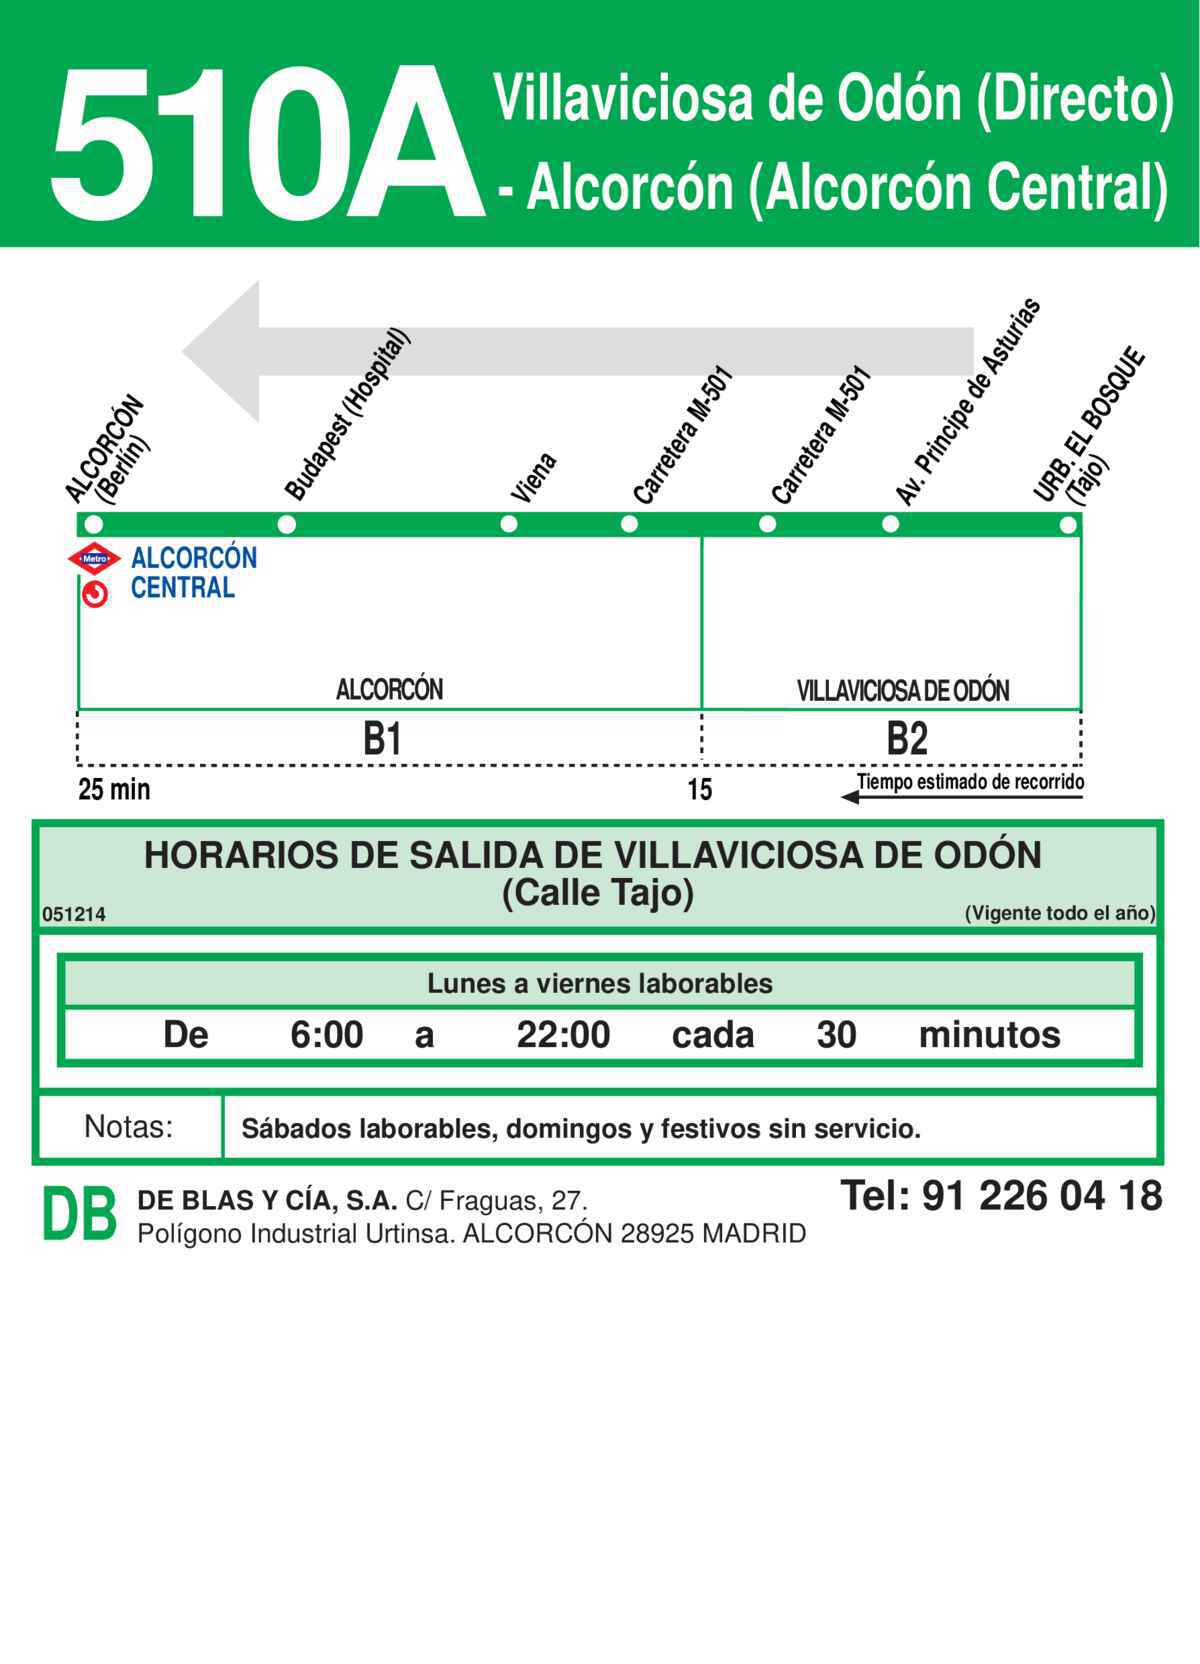 510A
Villaviciosa de Odón (Directo)
- Alcorcón (Alcorcón Central)
ALCORCÓN
(Berlín)
Budapest (Hospital)
Viena
Carretera M-501
Carretera M-501
Av. Principe de Asturias
URB. EL BOSQUE
(Tajo)
Metro
ALCORCÓN
CENTRAL
ALCORCÓN
VILLAVICIOSA DE ODÓN
B1
B2
25 min
15
Tiempo estimado de recorrido
HORARIOS DE SALIDA DE VILLAVICIOSA DE ODÓN
(Calle Tajo)
051214
(Vigente todo el año)
Lunes a viernes laborables
De 6:00 a 22:00 cada 30 minutos
Notas:
Sábados laborables, domingos y festivos sin servicio.
DB
DE BLAS Y CÍA, S.A. C/ Fraguas, 27.
Polígono Industrial Urtinsa. ALCORCÓN 28925 MADRID
Tel: 91 226 04 18